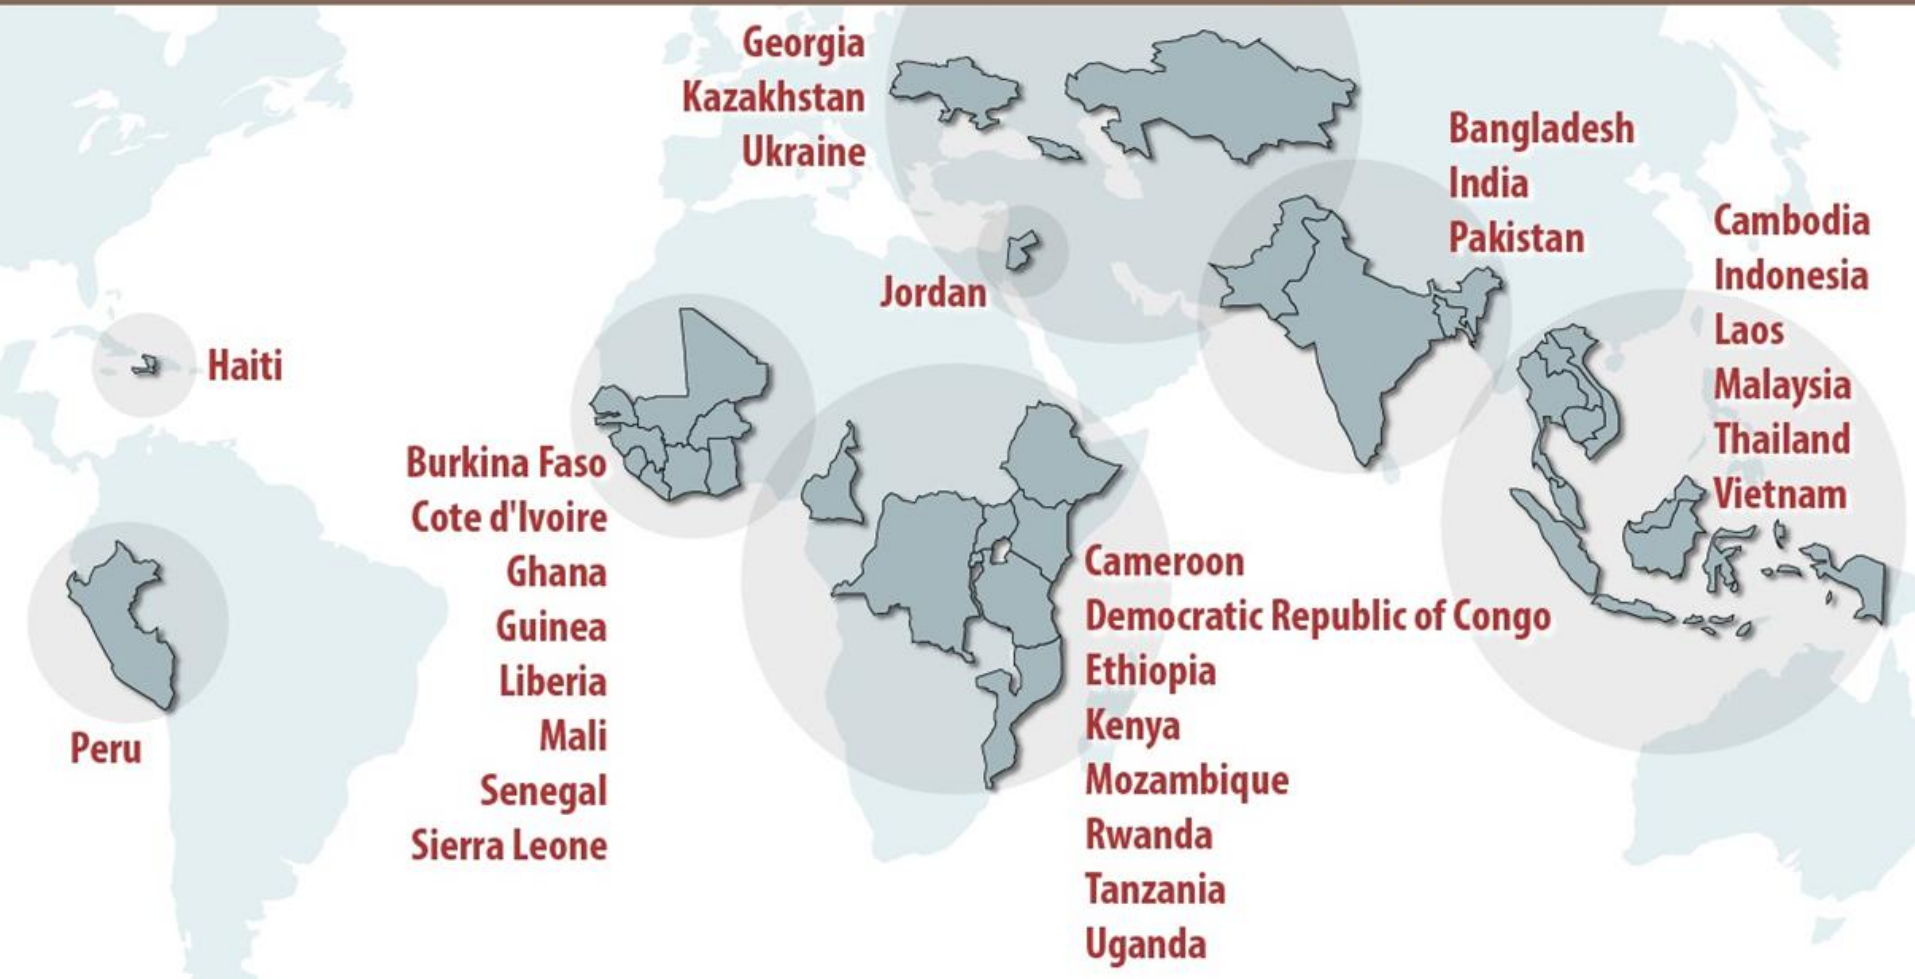 Georgia
Kazakhstan
Ukraine
Bangladesh
India
Pakistan
Cambodia
Indonesia
Laos
Malaysia
Thailand
Vietnam
Jordan
Haiti
Burkina Faso
Cote d'Ivoire
Ghana
Guinea
Liberia
Mali
Senegal
Sierra Leone
Cameroon
Democratic Republic of Congo
Ethiopia
Kenya
Mozambique
Rwanda
Tanzania
Uganda
Peru